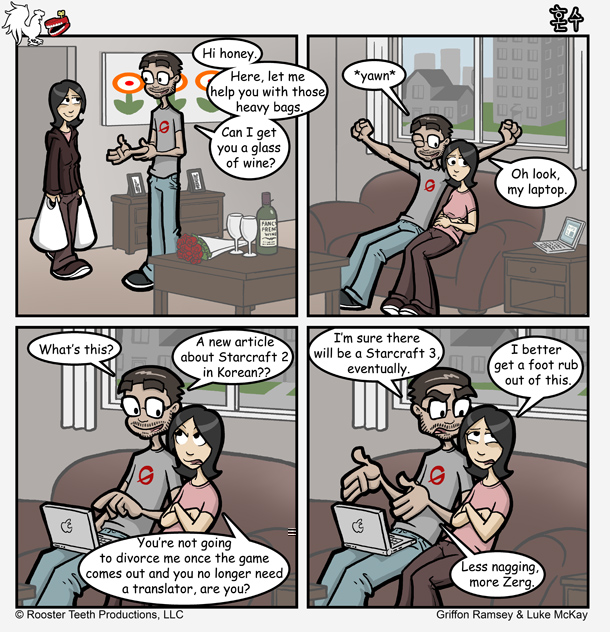 혼수
Hi honey.
Here, let me
help you with those
heavy bags.
Can I get
you a glass
of wine?
FANCY
FRENCH
WINE
*yawn*
Oh look,
my laptop.
What's this?
A new article
about Starcraft 2
in Korean??
You're not going
to divorce me once the game
comes out and you no longer need
a translator, are you?
I'm sure there
will be a Starcraft 3,
eventually.
I better
get a foot rub
out of this.
Less nagging,
more Zerg.
© Rooster Teeth Productions, LLC
Griffon Ramsey & Luke McKay